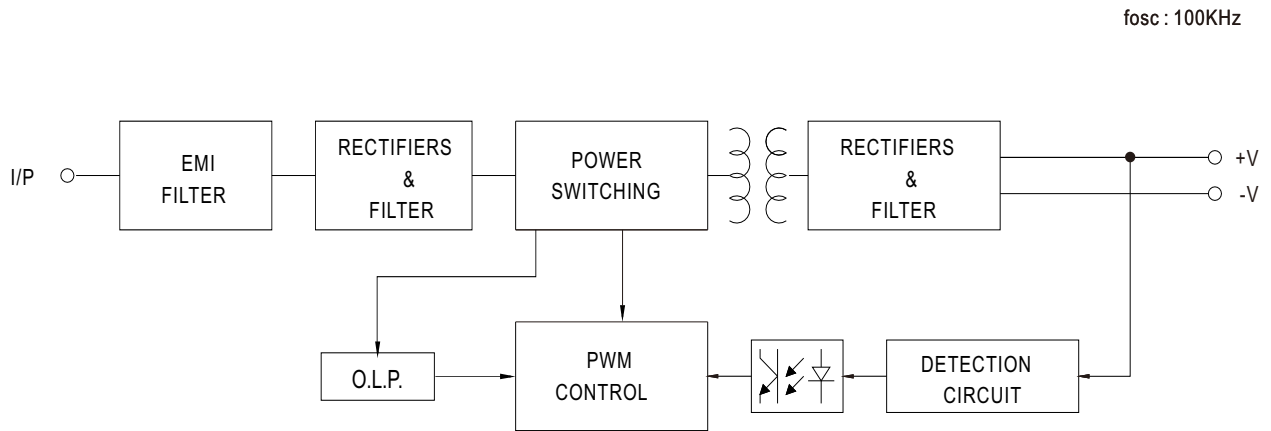 fosc : 100KHz
I/P
EMI
FILTER
RECTIFIERS
&
FILTER
POWER
SWITCHING
RECTIFIERS
&
FILTER
+V
-V
O.L.P.
PWM
CONTROL
DETECTION
CIRCUIT